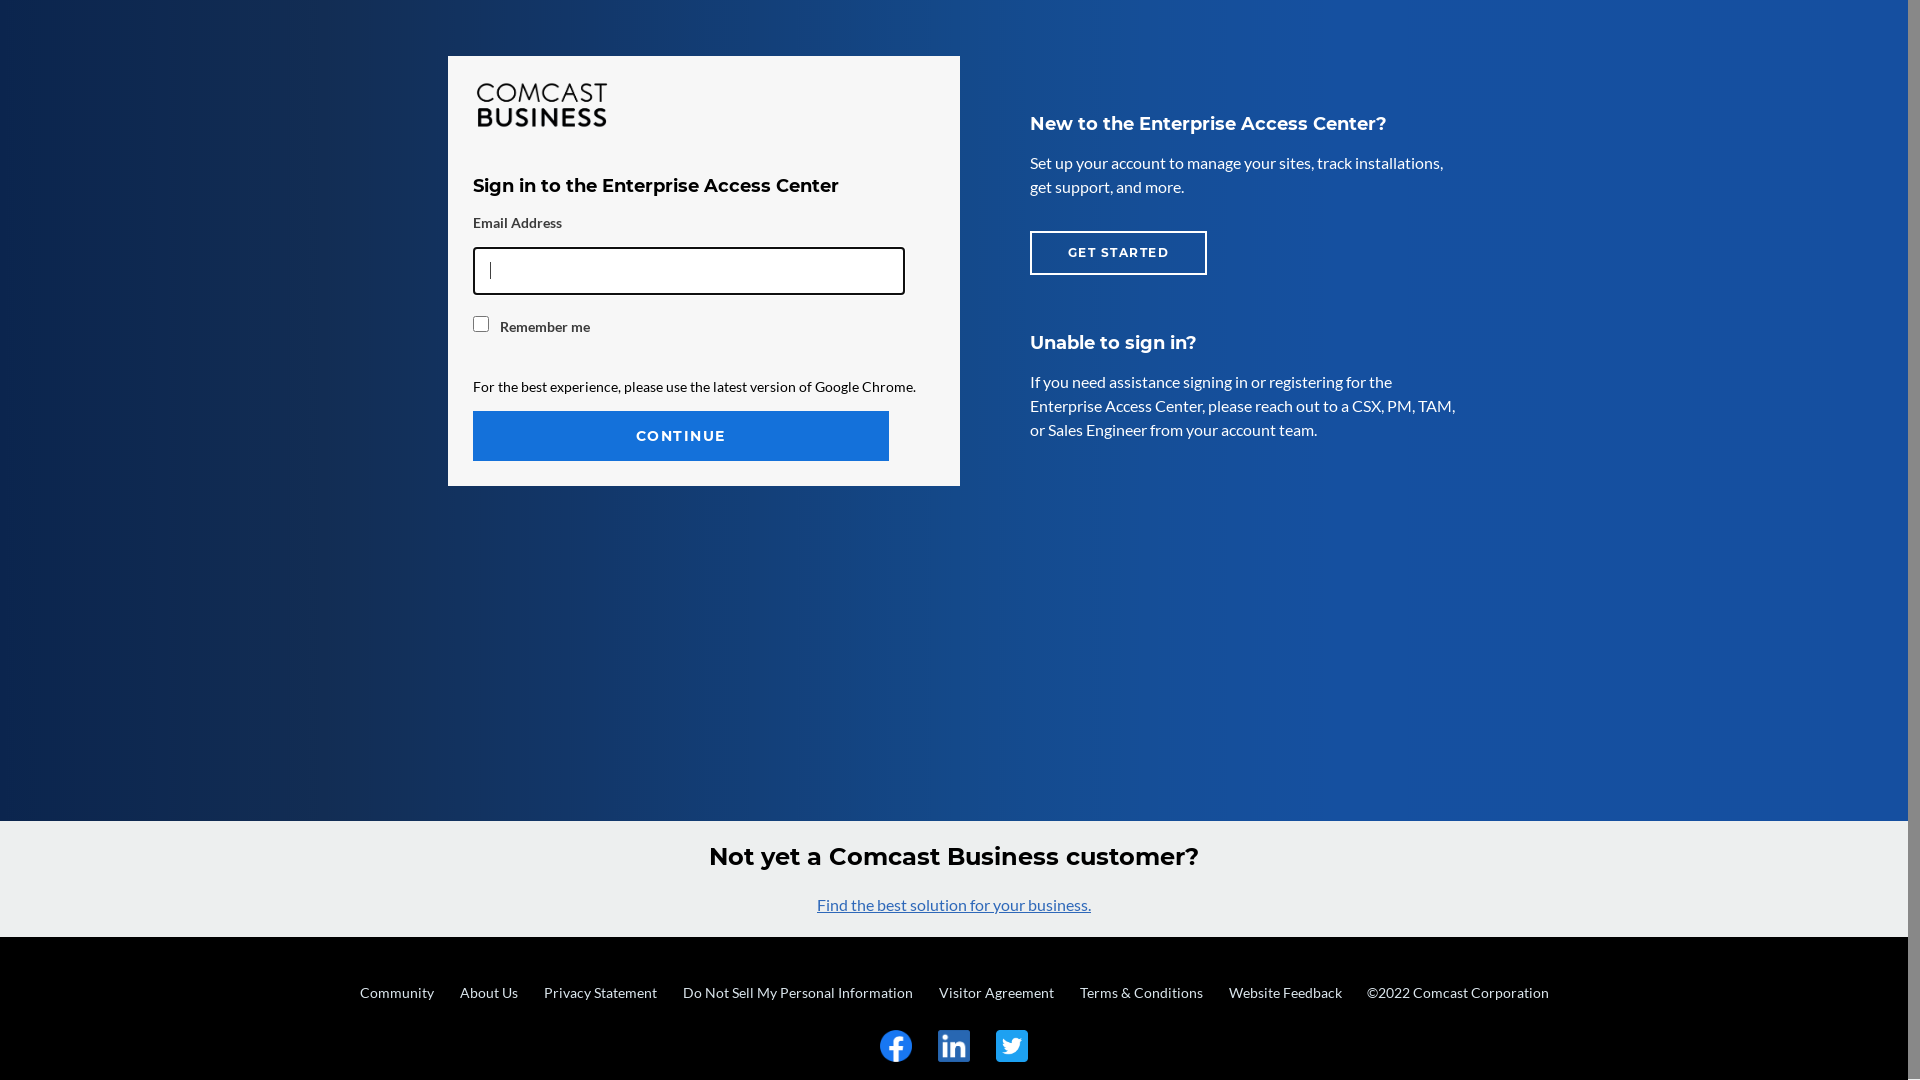 COMCAST
BUSINESS
Sign in to the Enterprise Access Center
Email Address
Remember me
For the best experience, please use the latest version of Google Chrome.
CONTINUE
New to the Enterprise Access Center?
Set up your account to manage your sites, track installations,
get support, and more.
GET STARTED
Unable to sign in?
If you need assistance signing in or registering for the
Enterprise Access Center, please reach out to a CSX, PM, TAM,
or Sales Engineer from your account team.
Not yet a Comcast Business customer?
Find the best solution for your business.
Community About Us Privacy Statement Do Not Sell My Personal Information Visitor Agreement Terms & Conditions Website Feedback ©2022 Comcast Corporation